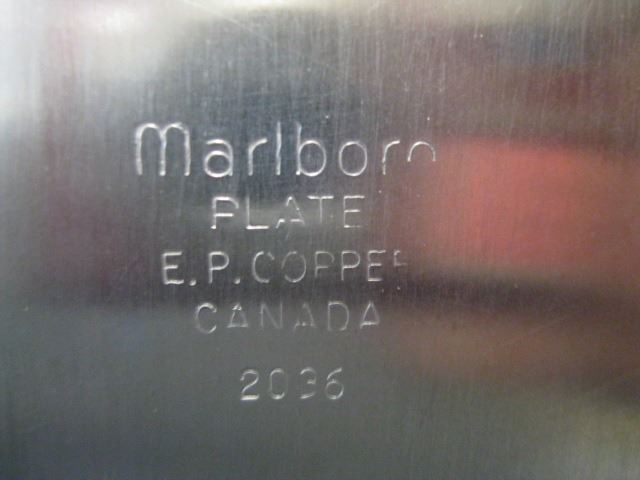 Marlboro
PLATE
E.P. COPPER
CANADA
2036